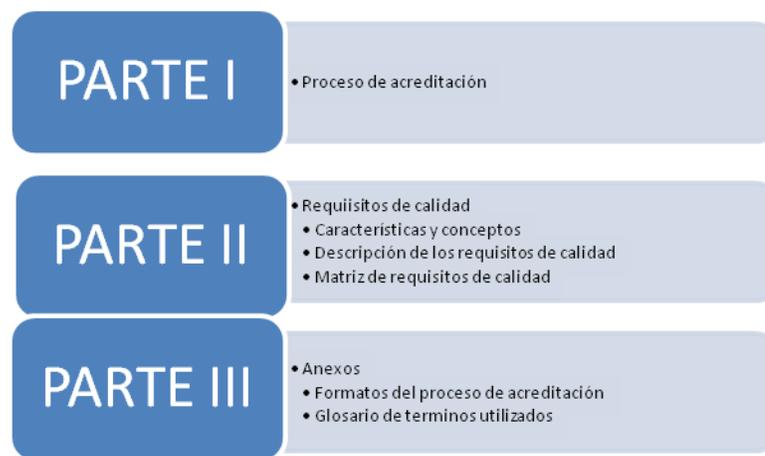 PARTE I
• Proceso de acreditación
PARTE II
• Requiisitos de calidad
• Características y conceptos
• Descripción de los requisitos de calidad
• Matriz de requisitos de calidad
PARTE III
• Anexos
• Formatos del proceso de acreditación
• Glosario de terminos utilizados